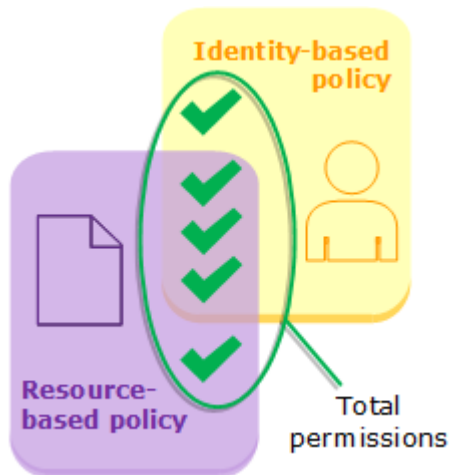 Identity-based
policy
Resource-
based policy
Total
permissions